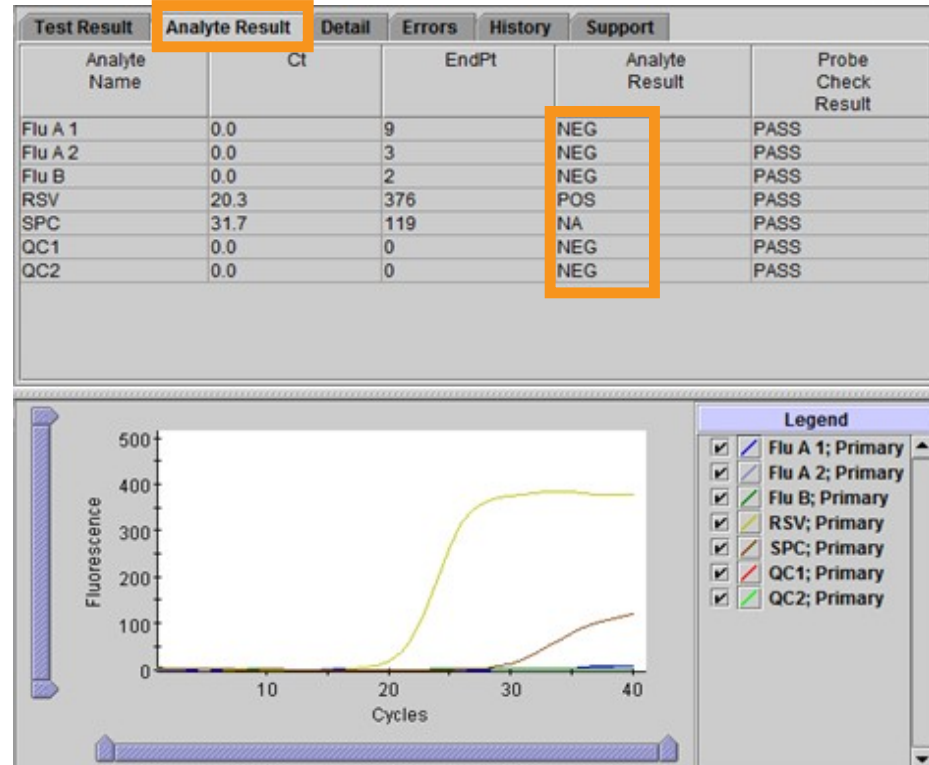 Test Result Analyte Result Detail Errors History Support
Analyte Name Ct EndPt Analyte Result Probe Check Result
Flu A 1 0.0 9 NEG PASS
Flu A 2 0.0 3 NEG PASS
Flu B 0.0 2 NEG PASS
RSV 20.3 376 POS PASS
SPC 31.7 119 NA PASS
QC1 0.0 0 NEG PASS
QC2 0.0 0 NEG PASS
500
400
300
200
100
0
Fluorescence
10 20 30 40
Cycles
Legend
Flu A 1; Primary
Flu A 2; Primary
Flu B; Primary
RSV; Primary
SPC; Primary
QC1; Primary
QC2; Primary